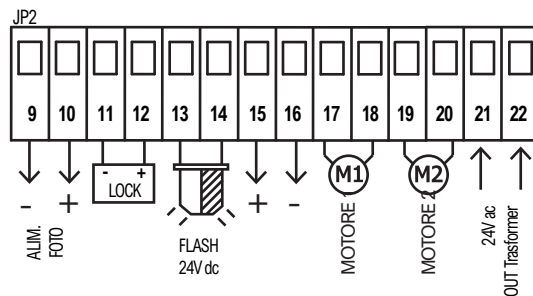 JP2
9 10 11 12 13 14 15 16 17 18 19 20 21 22
- +
LOCK
- +
+ -
ALIM.
FOTO
FLASH
24V dc
M1
MOTORE 1
M2
MOTORE 2
24V ac
OUT Trasformer